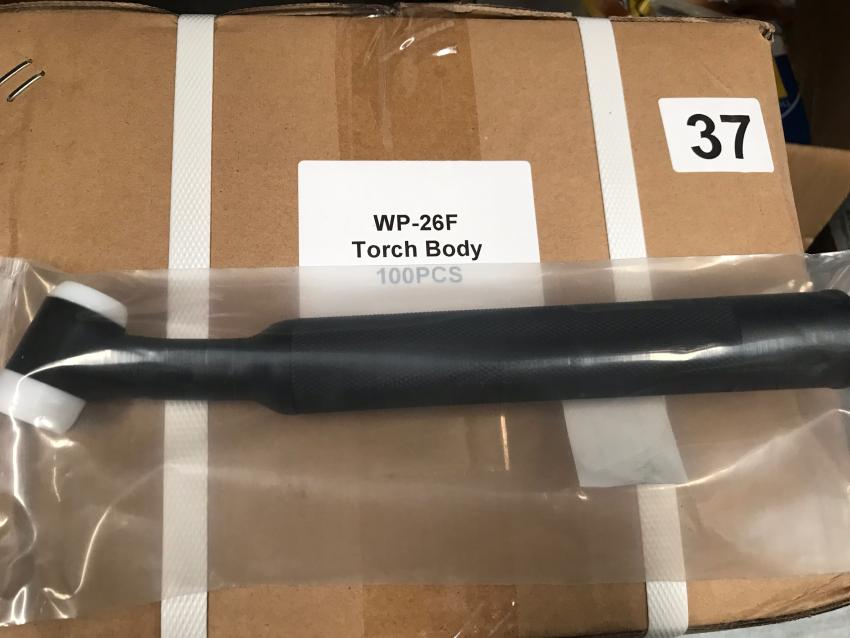 37
WP-26F
Torch Body
100PCS